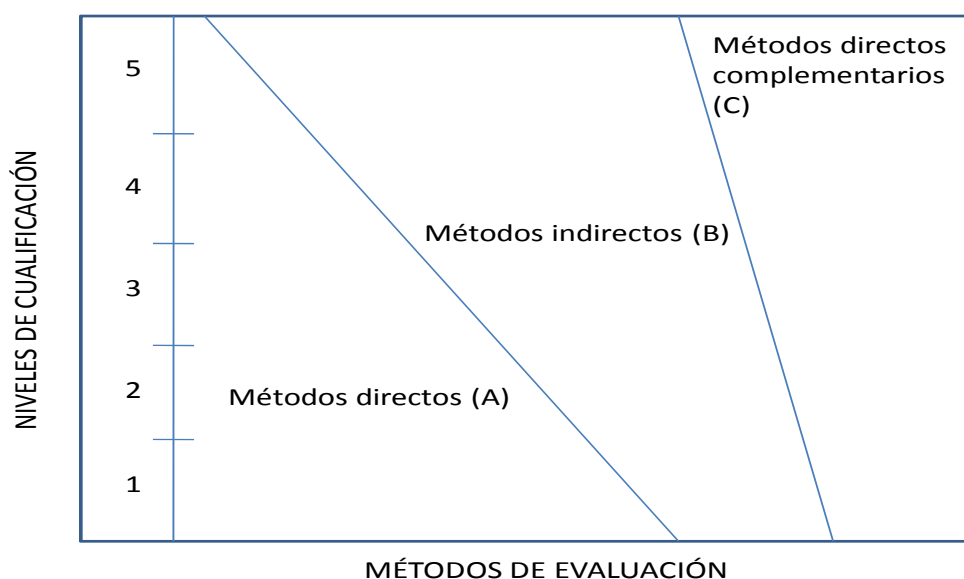 NIVELES DE CUALIFICACIÓN
5
4
3
2
1
Métodos directos (A)
Métodos indirectos (B)
Métodos directos
complementarios
(C)
MÉTODOS DE EVALUACIÓN